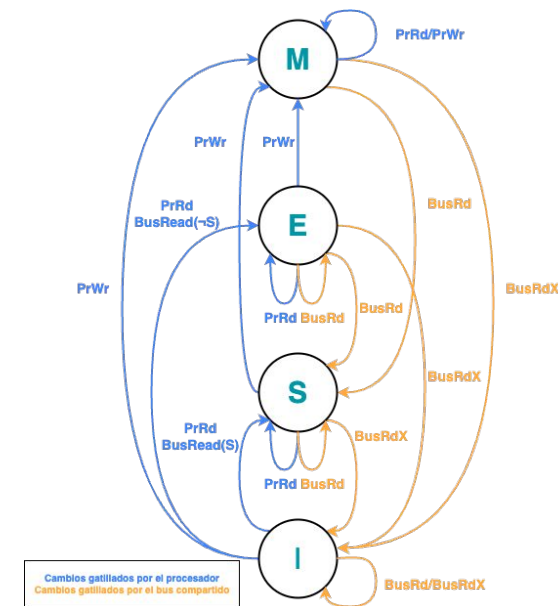 M
PrRd/PrWr
PrWr
PrWr
PrRd
BusRead(¬S)
E
BusRd
PrWr
BusRdX
PrRd
BusRd
BusRd
BusRdX
S
PrRd
BusRead(S)
BusRdX
PrRd
BusRd
I
Cambios gatillados por el procesador
Cambios gatillados por el bus compartido
BusRd/BusRdX